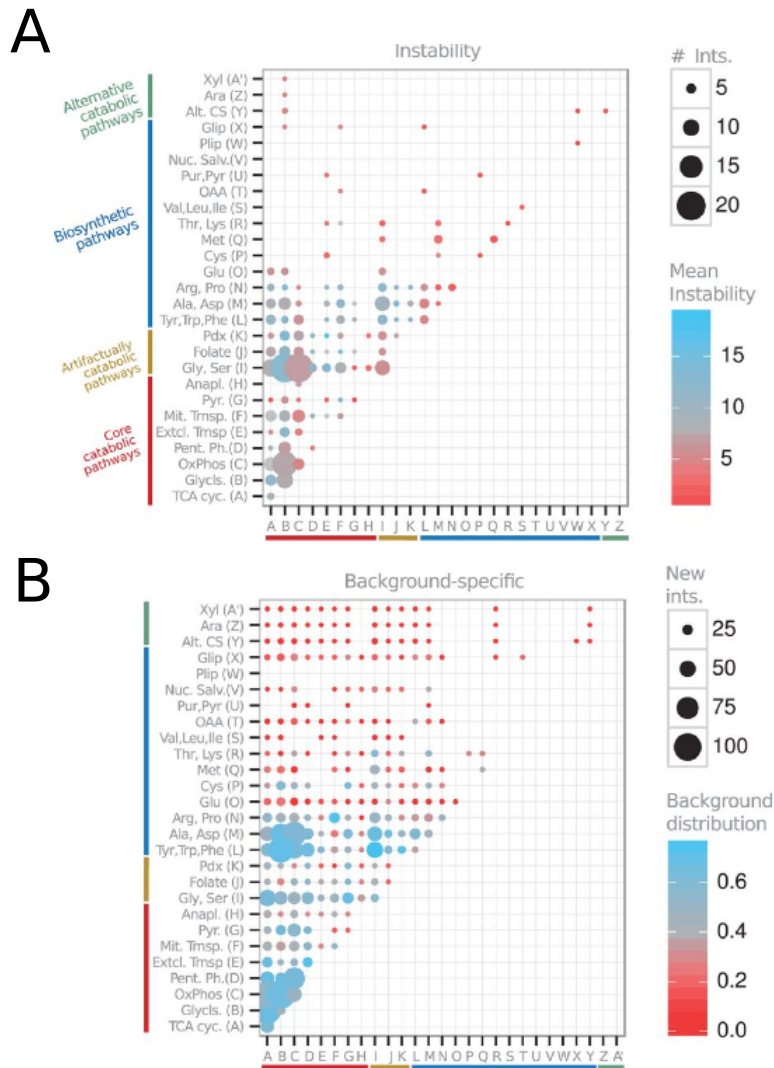 A
Instability
# Ints.
5
10
15
20
Mean
Instability
15
10
5
Alternative
catabolic
pathways
Biosynthetic
pathways
Artifactually
catabolic
pathways
Core
catabolic
pathways
Xyl (A')
Ara (Z)
Alt. CS (Y)
Glip (X)
Plip (W)
Nuc. Salv.(V)
Pur,Pyr (U)
OAA (T)
Val,Leu,Ile (S)
Thr, Lys (R)
Met (Q)
Cys (P)
Glu (O)
Arg, Pro (N)
Ala, Asp (M)
Tyr,Trp,Phe (L)
Pdx (K)
Folate (J)
Gly, Ser (I)
Anapl. (H)
Pyr. (G)
Mit. Trnsp. (F)
Extcl. Trnsp (E)
Pent. Ph.(D)
OxPhos (C)
Glycls. (B)
TCA cyc. (A)
A B C D E F G H I J K L M N O P Q R S T U V W X Y Z
B
Background-specific
New
ints.
25
50
75
100
Background
distribution
0.6
0.4
0.2
0.0
Xyl (A')
Ara (Z)
Alt. CS (Y)
Glip (X)
Plip (W)
Nuc. Salv.(V)
Pur,Pyr (U)
OAA (T)
Val,Leu,Ile (S)
Thr, Lys (R)
Met (Q)
Cys (P)
Glu (O)
Arg, Pro (N)
Ala, Asp (M)
Tyr,Trp,Phe (L)
Pdx (K)
Folate (J)
Gly, Ser (I)
Anapl. (H)
Pyr. (G)
Mit. Trnsp. (F)
Extcl. Trnsp (E)
Pent. Ph.(D)
OxPhos (C)
Glycls. (B)
TCA cyc. (A)
A B C D E F G H I J K L M N O P Q R S T U V W X Y Z A'